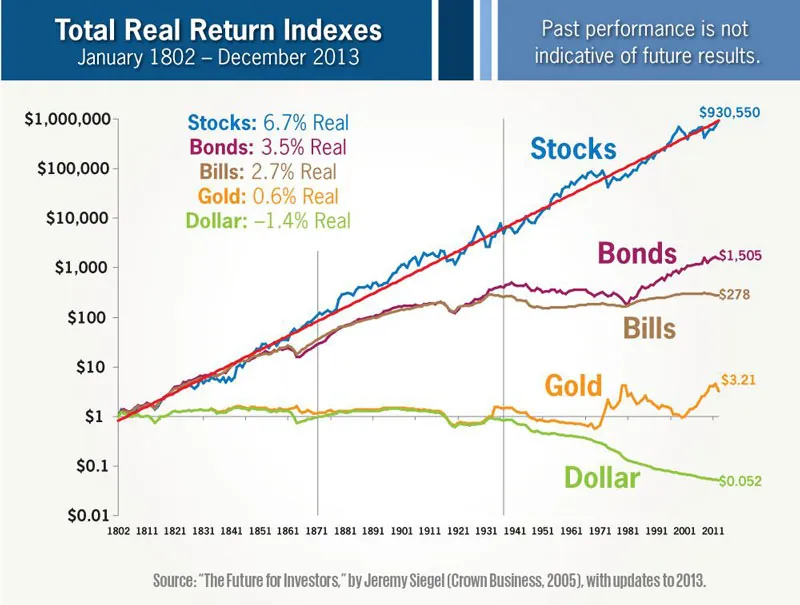 Total Real Return Indexes
January 1802 – December 2013
Past performance is not
indicative of future results.
$1,000,000
$100,000
$10,000
$1,000
$100
$10
$1
$0.1
$0.01
Stocks: 6.7% Real
Bonds: 3.5% Real
Bills: 2.7% Real
Gold: 0.6% Real
Dollar: –1.4% Real
$930,550
Stocks
Bonds
$1,505
$278
Bills
Gold
$3.21
Dollar
$0.052
1802 1811 1821 1831 1841 1851 1861 1871 1881 1891 1901 1911 1921 1931 1941 1951 1961 1971 1981 1991 2001 2011
Source: "The Future for Investors," by Jeremy Siegel (Crown Business, 2005), with updates to 2013.